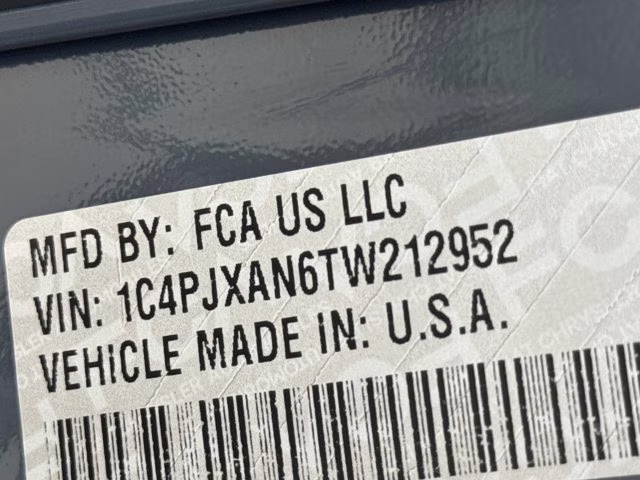 MFD BY: FCA US LLC
VIN: 1C4PJXAN6TW212952
VEHICLE MADE IN: U.S.A.